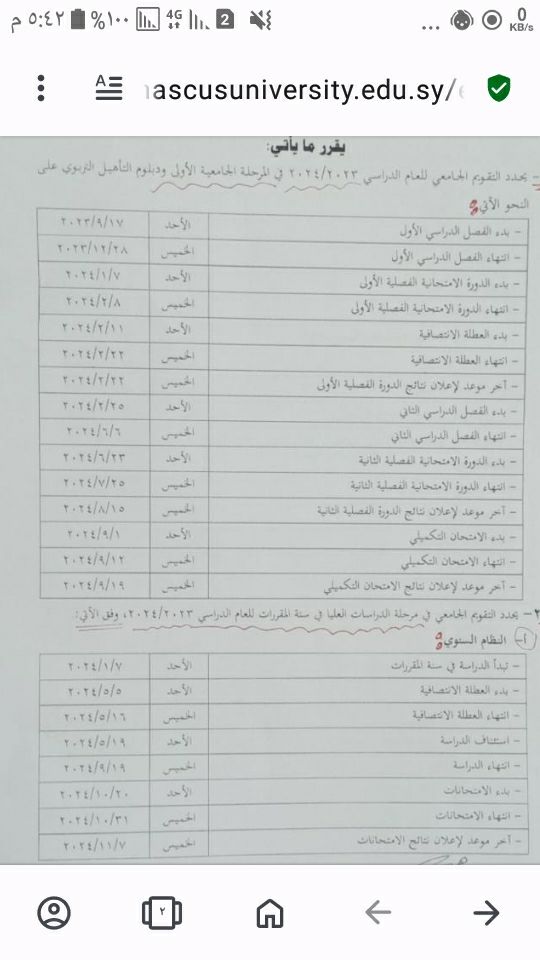 ٥:٤٢ م
١٠٠%
4G
2
0
KB/s
ascusuniversity.edu.sy/
يقرر ما يأتي:
- يحدد التقويم الجامعي للعام الدراسي ٢٠٢٤/٢٠٢٣ في المرحلة الجامعية الأولى ودبلوم التأهيل التربوي على
النحو الآتي:
- بدء الفصل الدراسي الأول الأحد ٢٠٢٣/٩/١٧
- انتهاء الفصل الدراسي الأول الخميس ٢٠٢٣/١٢/٢٨
- بدء الدورة الامتحانية الفصلية الأولى الأحد ٢٠٢٤/١/٧
- انتهاء الدورة الامتحانية الفصلية الأولى الخميس ٢٠٢٤/٢/٨
- بدء العطلة الانتصافية الأحد ٢٠٢٤/٢/١١
- انتهاء العطلة الانتصافية الخميس ٢٠٢٤/٢/٢٢
- آخر موعد لإعلان نتائج الدورة الفصلية الأولى الخميس ٢٠٢٤/٢/٢٢
- بدء الفصل الدراسي الثاني الأحد ٢٠٢٤/٢/٢٥
- انتهاء الفصل الدراسي الثاني الخميس ٢٠٢٤/٦/٦
- بدء الدورة الامتحانية الفصلية الثانية الأحد ٢٠٢٤/٦/٢٣
- انتهاء الدورة الامتحانية الفصلية الثانية الخميس ٢٠٢٤/٧/٢٥
- آخر موعد لإعلان نتائج الدورة الفصلية الثانية الخميس ٢٠٢٤/٨/١٥
- بدء الامتحان التكميلي الأحد ٢٠٢٤/٩/١
- انتهاء الامتحان التكميلي الخميس ٢٠٢٤/٩/١٢
- آخر موعد لإعلان نتائج الامتحان التكميلي الخميس ٢٠٢٤/٩/١٩
٢- يحدد التقويم الجامعي في مرحلة الدراسات العليا في سنة المقررات للعام الدراسي ٢٠٢٤/٢٠٢٣، وفق الآتي:
أ- النظام السنوي:
- تبدأ الدراسة في سنة المقررات الأحد ٢٠٢٤/١/٧
- بدء العطلة الانتصافية الأحد ٢٠٢٤/٥/٥
- انتهاء العطلة الانتصافية الخميس ٢٠٢٤/٥/١٦
- استئناف الدراسة الأحد ٢٠٢٤/٥/١٩
- انتهاء الدراسة الخميس ٢٠٢٤/٩/١٩
- بدء الامتحانات الأحد ٢٠٢٤/١٠/٢٠
- انتهاء الامتحانات الخميس ٢٠٢٤/١٠/٣١
- آخر موعد لإعلان نتائج الامتحانات الخميس ٢٠٢٤/١١/٧
٢